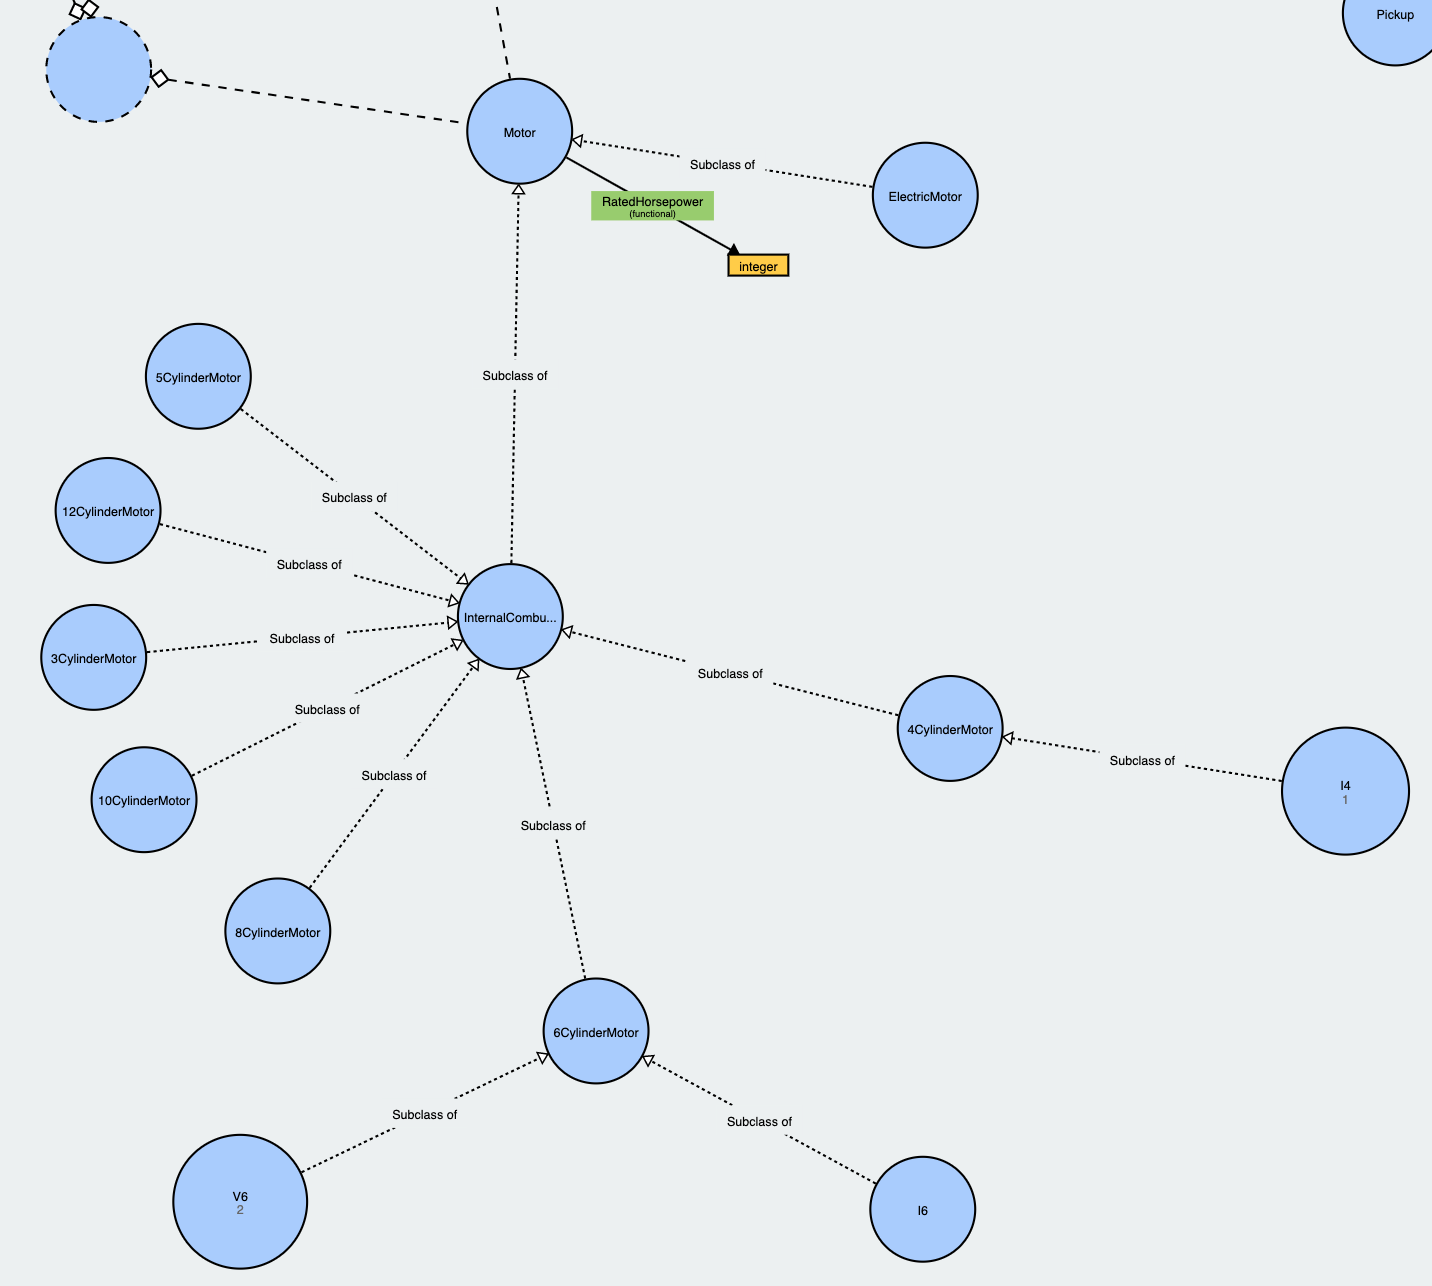 Pickup
Motor
Subclass of
ElectricMotor
RatedHorsepower
(functional)
integer
5CylinderMotor
Subclass of
Subclass of
12CylinderMotor
Subclass of
InternalCombu...
3CylinderMotor
Subclass of
Subclass of
4CylinderMotor
Subclass of
Subclass of
I4
1
10CylinderMotor
Subclass of
Subclass of
8CylinderMotor
6CylinderMotor
Subclass of
Subclass of
V6
2
I6